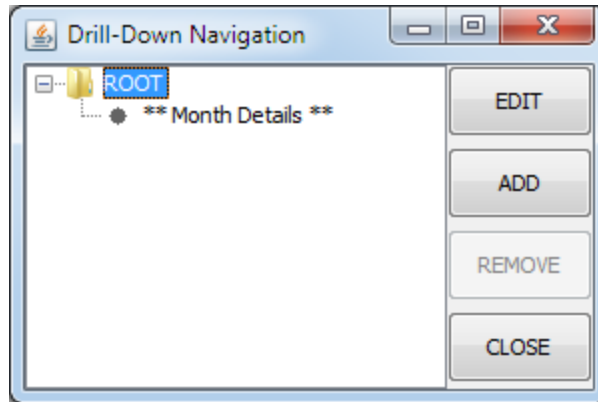 Drill-Down Navigation
ROOT
** Month Details **
EDIT
ADD
REMOVE
CLOSE